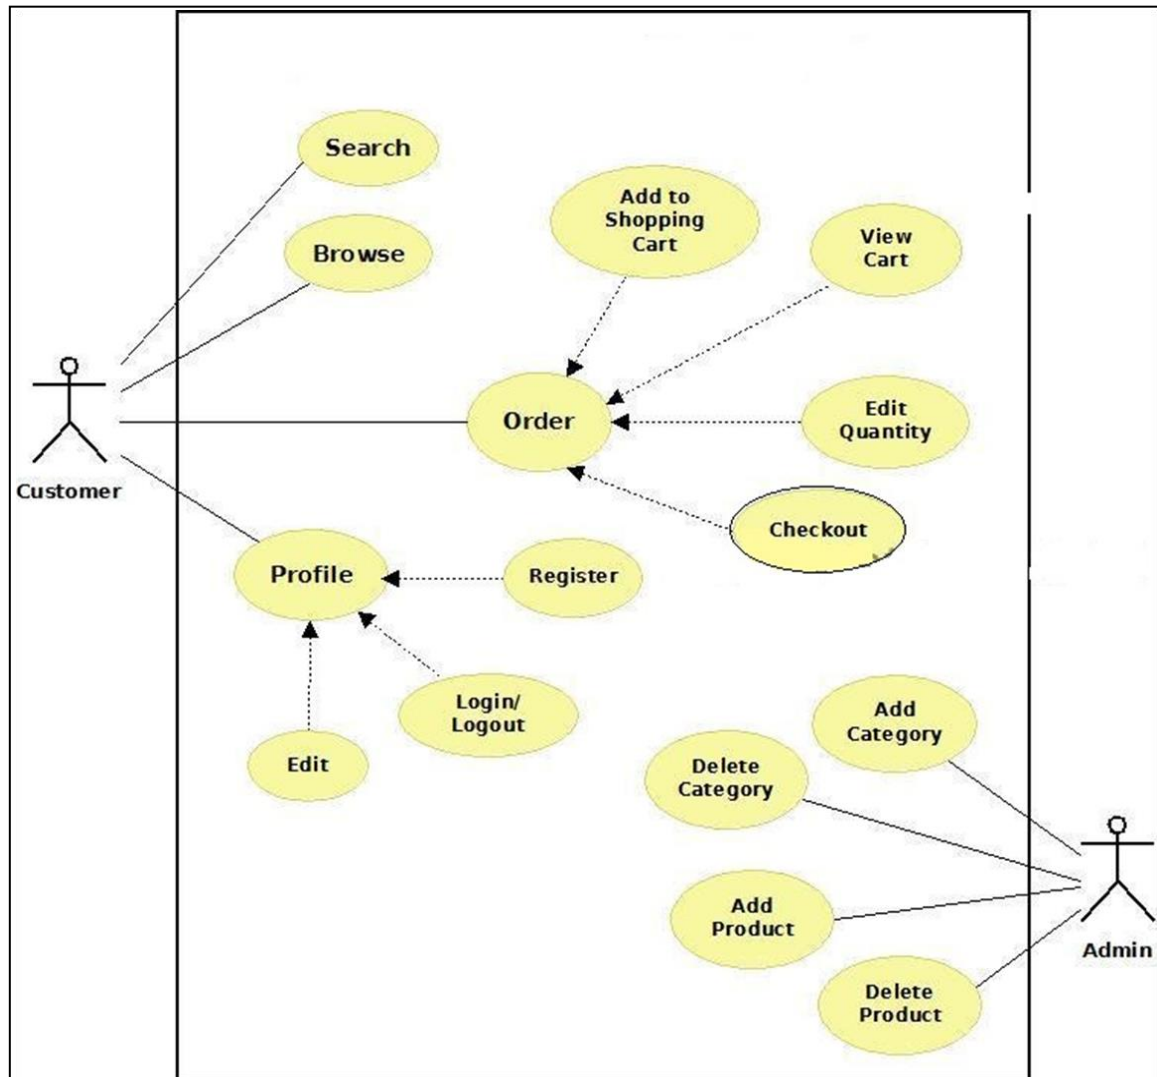 Search
Add to
Shopping
Cart
View
Cart
Browse
Order
Edit
Quantity
Customer
Checkout
Profile
Register
Login/
Logout
Edit
Add
Category
Delete
Category
Add
Product
Admin
Delete
Product